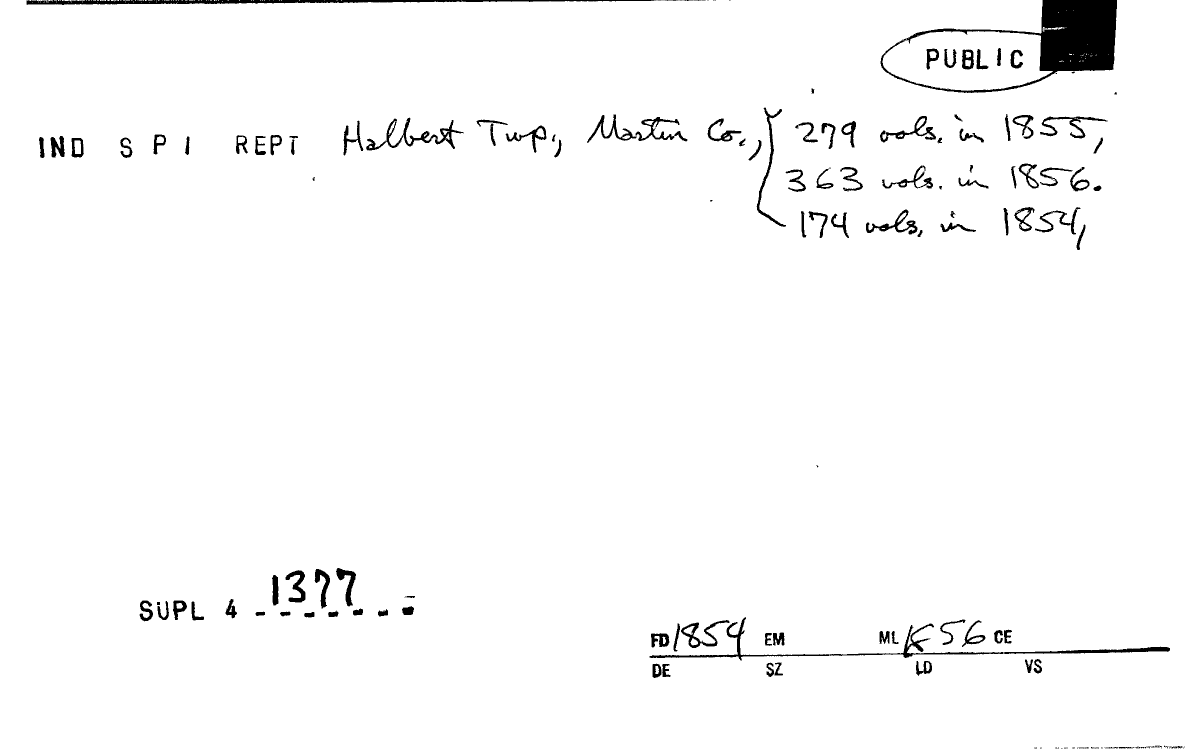 PUBLIC
IND S P I REPT Halbert Twp., Martin Co., 279 vols. in 1855,
363 vols. in 1856.
174 vols. in 1854,
SUPL 4 1377
FD 1854 EM ML 1856 CE
DE SZ LD VS